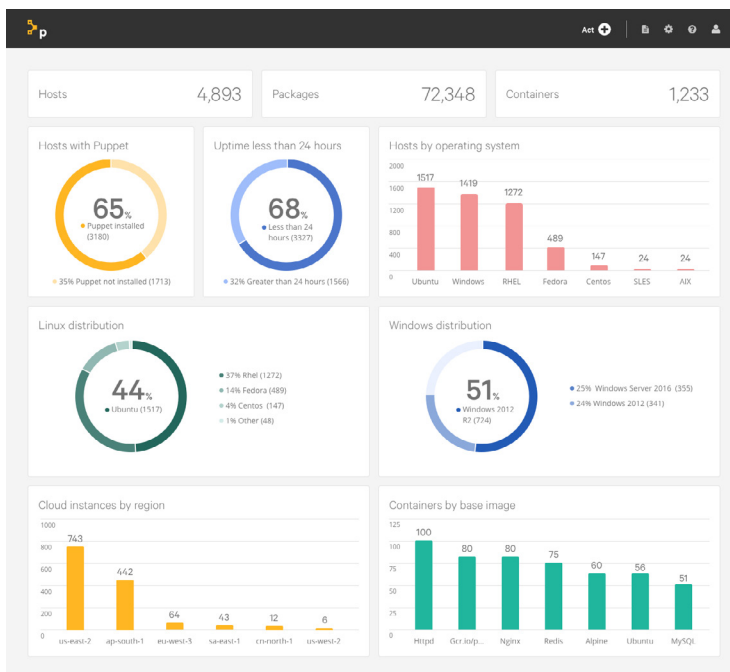 p
Act
Hosts 4,893
Packages 72,348
Containers 1,233
Hosts with Puppet
65%
Puppet installed
(3180)
35% Puppet not installed (1713)
Uptime less than 24 hours
68%
Less than 24
hours (3327)
32% Greater than 24 hours (1566)
Hosts by operating system
2000
1600
1200
800
400
0
1517
1419
1272
489
147
24
24
Ubuntu
Windows
RHEL
Fedora
Centos
SLES
AIX
Linux distribution
44%
Ubuntu (1517)
37% Rhel (1272)
14% Fedora (489)
4% Centos (147)
1% Other (48)
Windows distribution
51%
Windows 2012
R2 (724)
25% Windows Server 2016 (355)
24% Windows 2012 (341)
Cloud instances by region
1000
800
600
400
200
0
743
442
64
43
12
6
us-east-2
ap-south-1
eu-west-3
sa-east-1
cn-north-1
us-west-2
Containers by base image
125
100
75
50
25
0
100
80
80
75
60
56
51
Httpd
Gcr.io/p...
Nginx
Redis
Alpine
Ubuntu
MySQL